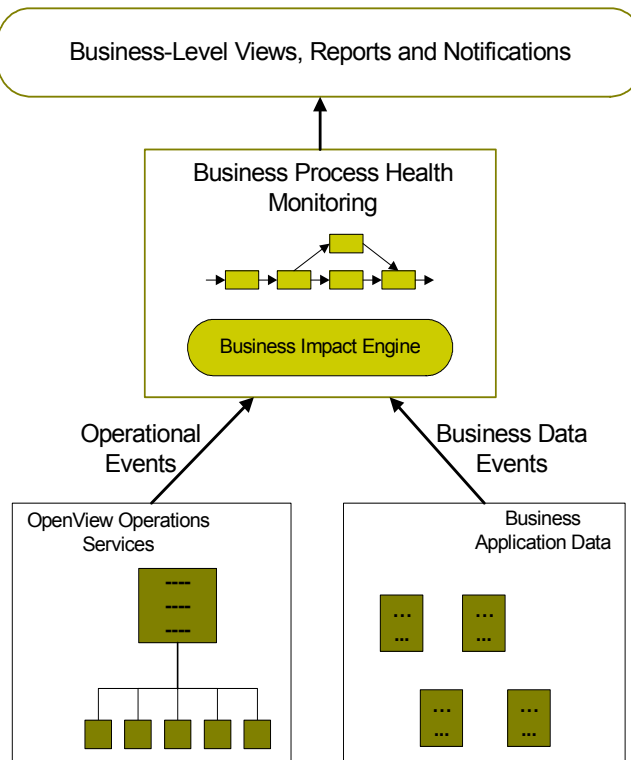 Business-Level Views, Reports and Notifications
Business Process Health
Monitoring
Business Impact Engine
Operational
Events
Business Data
Events
OpenView Operations
Services
----
----
----
Business
Application Data
...
...
...
...
...
...
...
...